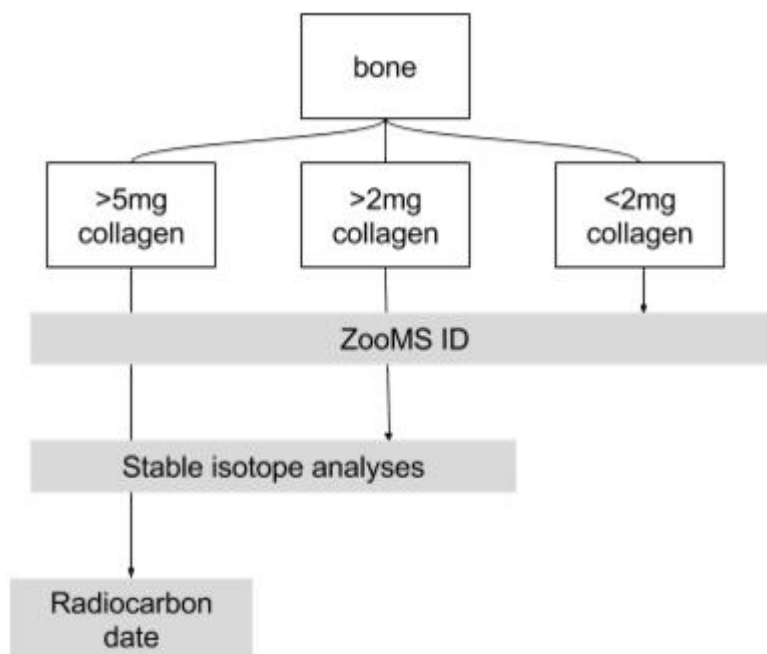 bone
>5mg
collagen
>2mg
collagen
<2mg
collagen
ZooMS ID
Stable isotope analyses
Radiocarbon
date